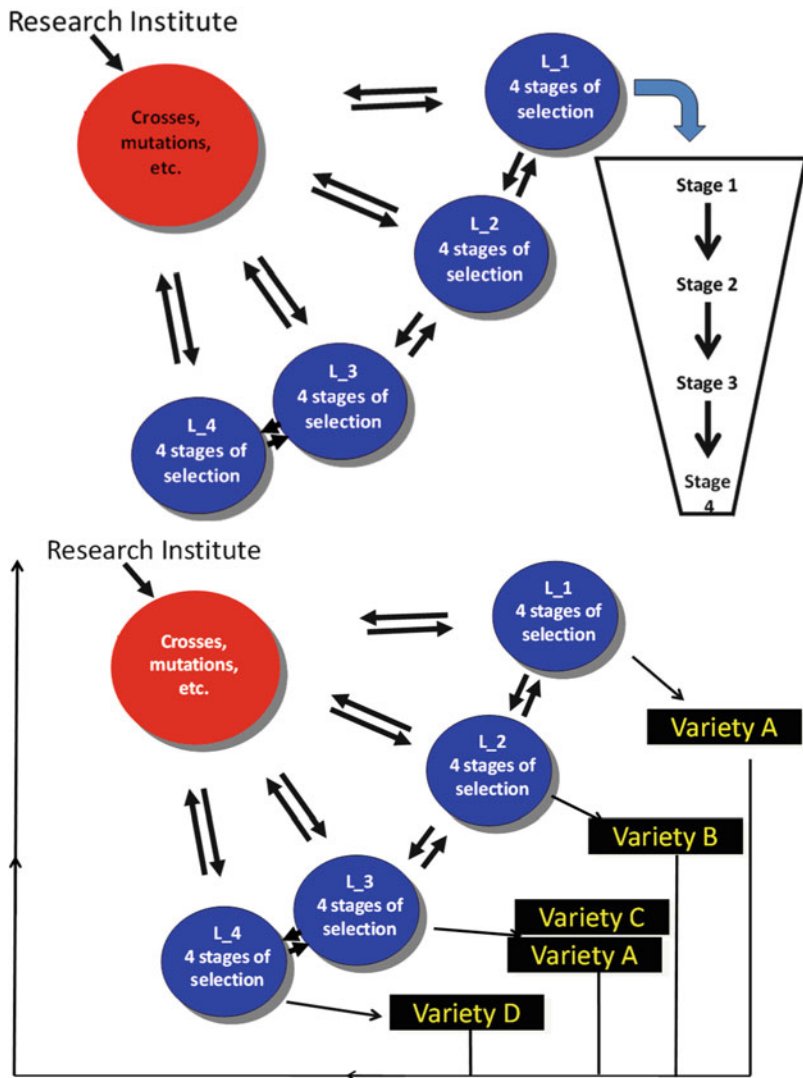 Research Institute
Crosses,
mutations,
etc.
L_1
4 stages of
selection
L_2
4 stages of
selection
L_3
4 stages of
selection
L_4
4 stages of
selection
Stage 1
Stage 2
Stage 3
Stage
4
Research Institute
Crosses,
mutations,
etc.
L_1
4 stages of
selection
L_2
4 stages of
selection
L_3
4 stages of
selection
L_4
4 stages of
selection
Variety A
Variety B
Variety C
Variety A
Variety D